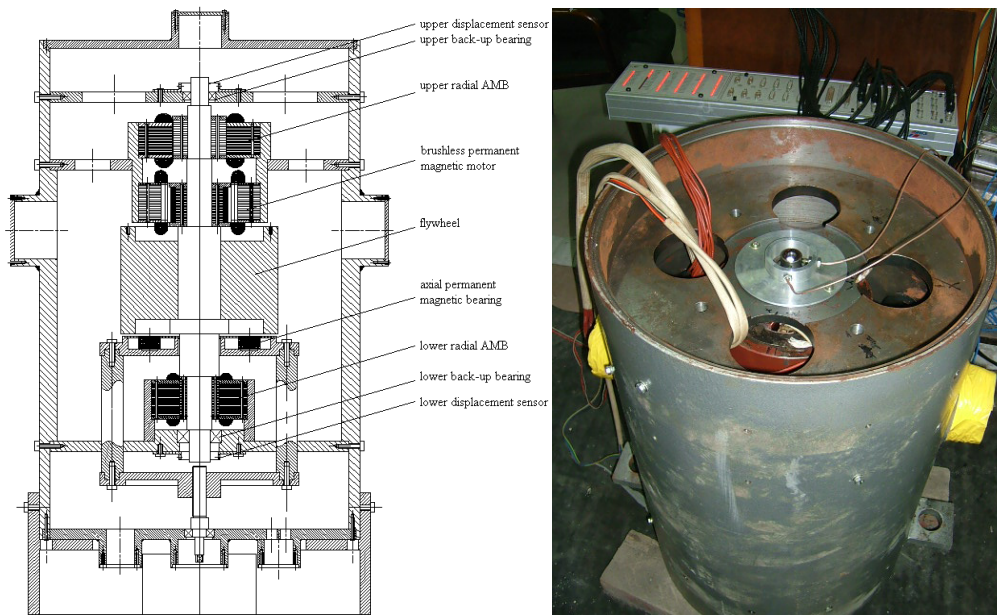 upper displacement sensor
upper back-up bearing
upper radial AMB
brushless permanent
magnetic motor
flywheel
axial permanent
magnetic bearing
lower radial AMB
lower back-up bearing
lower displacement sensor